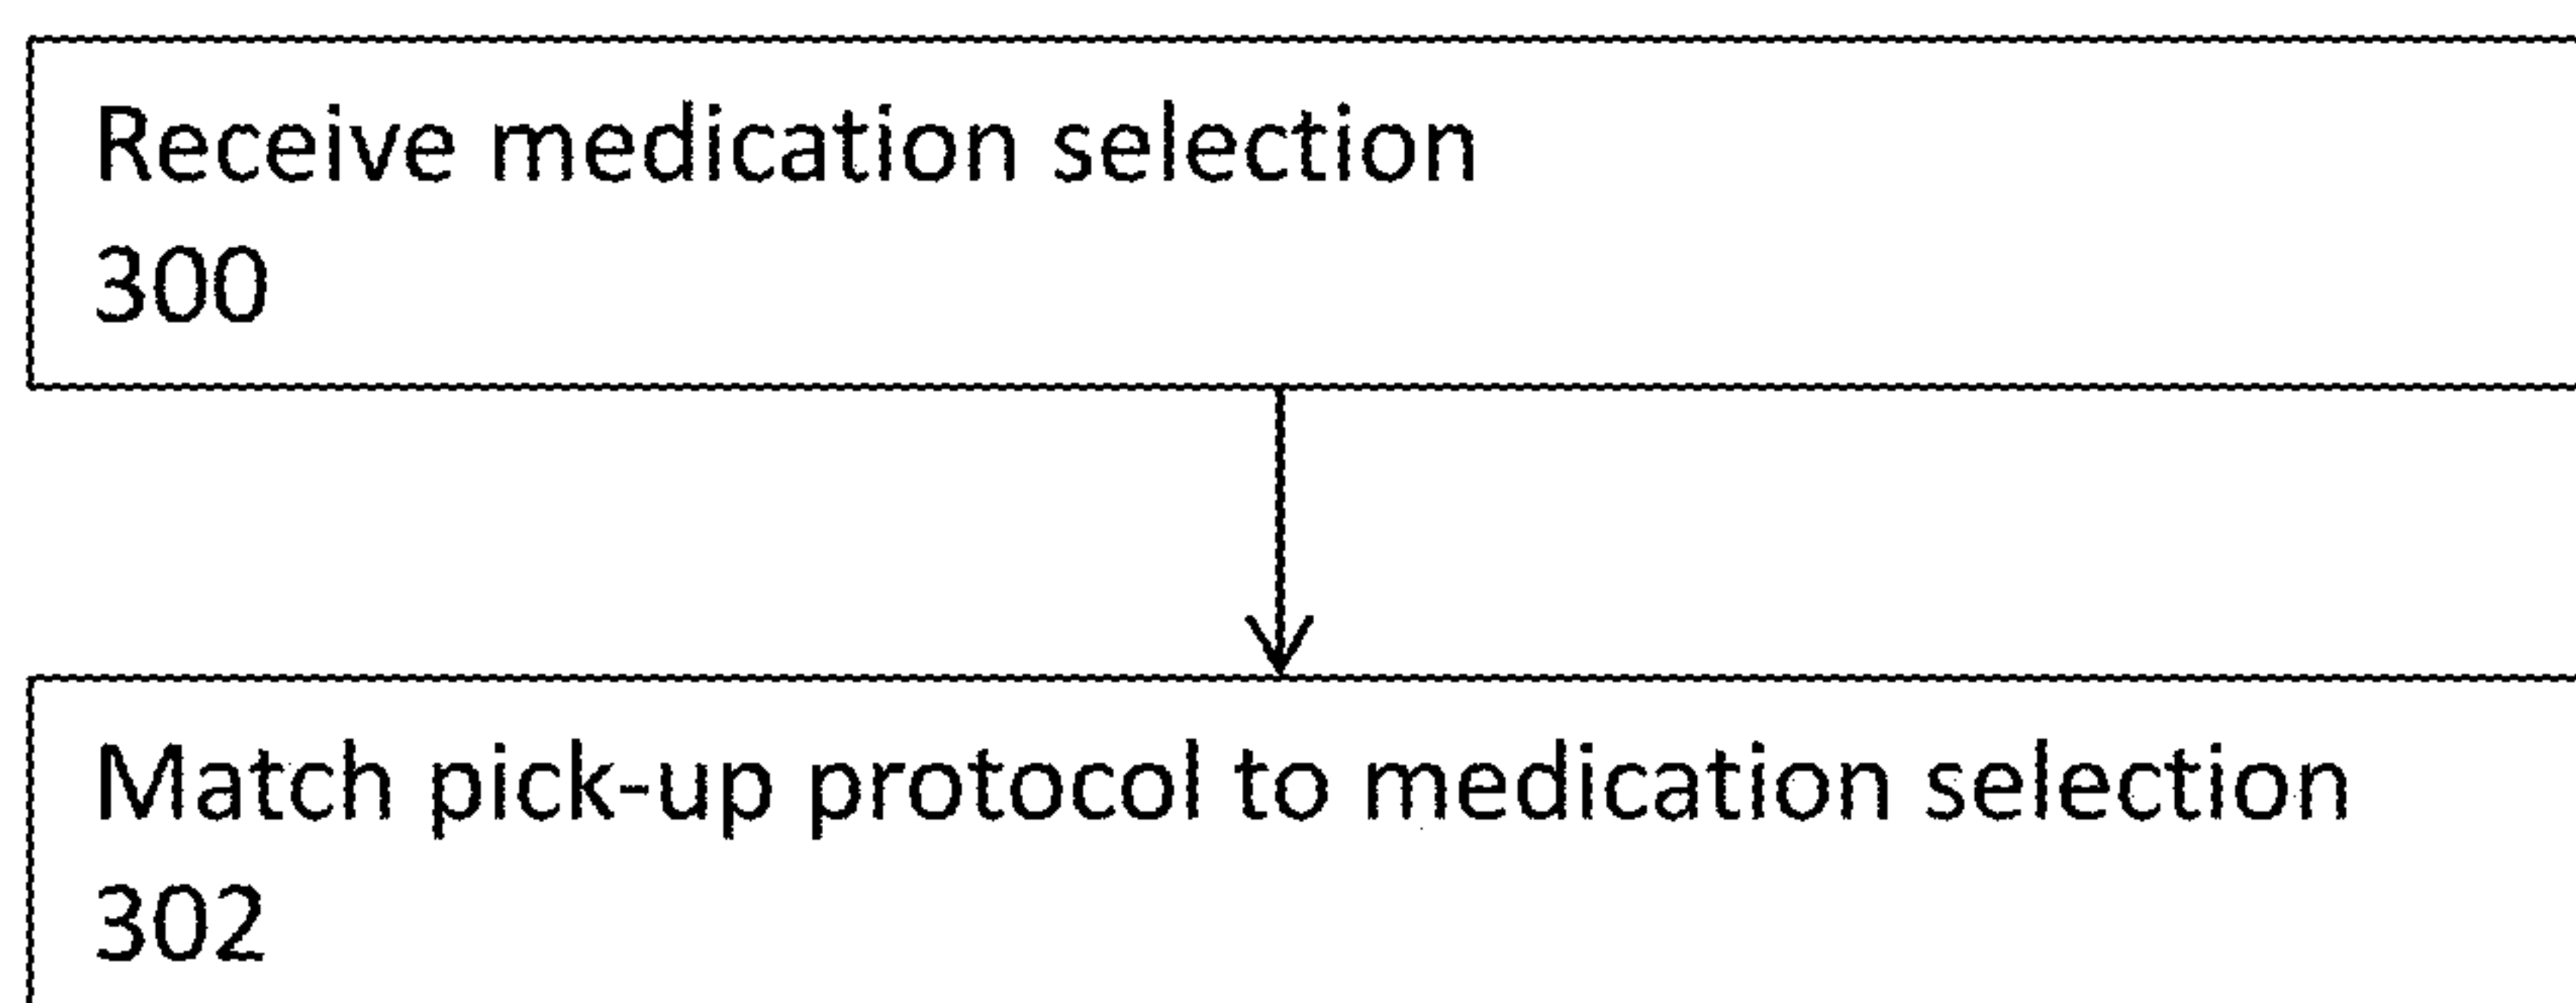 Receive medication selection
300
Match pick-up protocol to medication selection
302